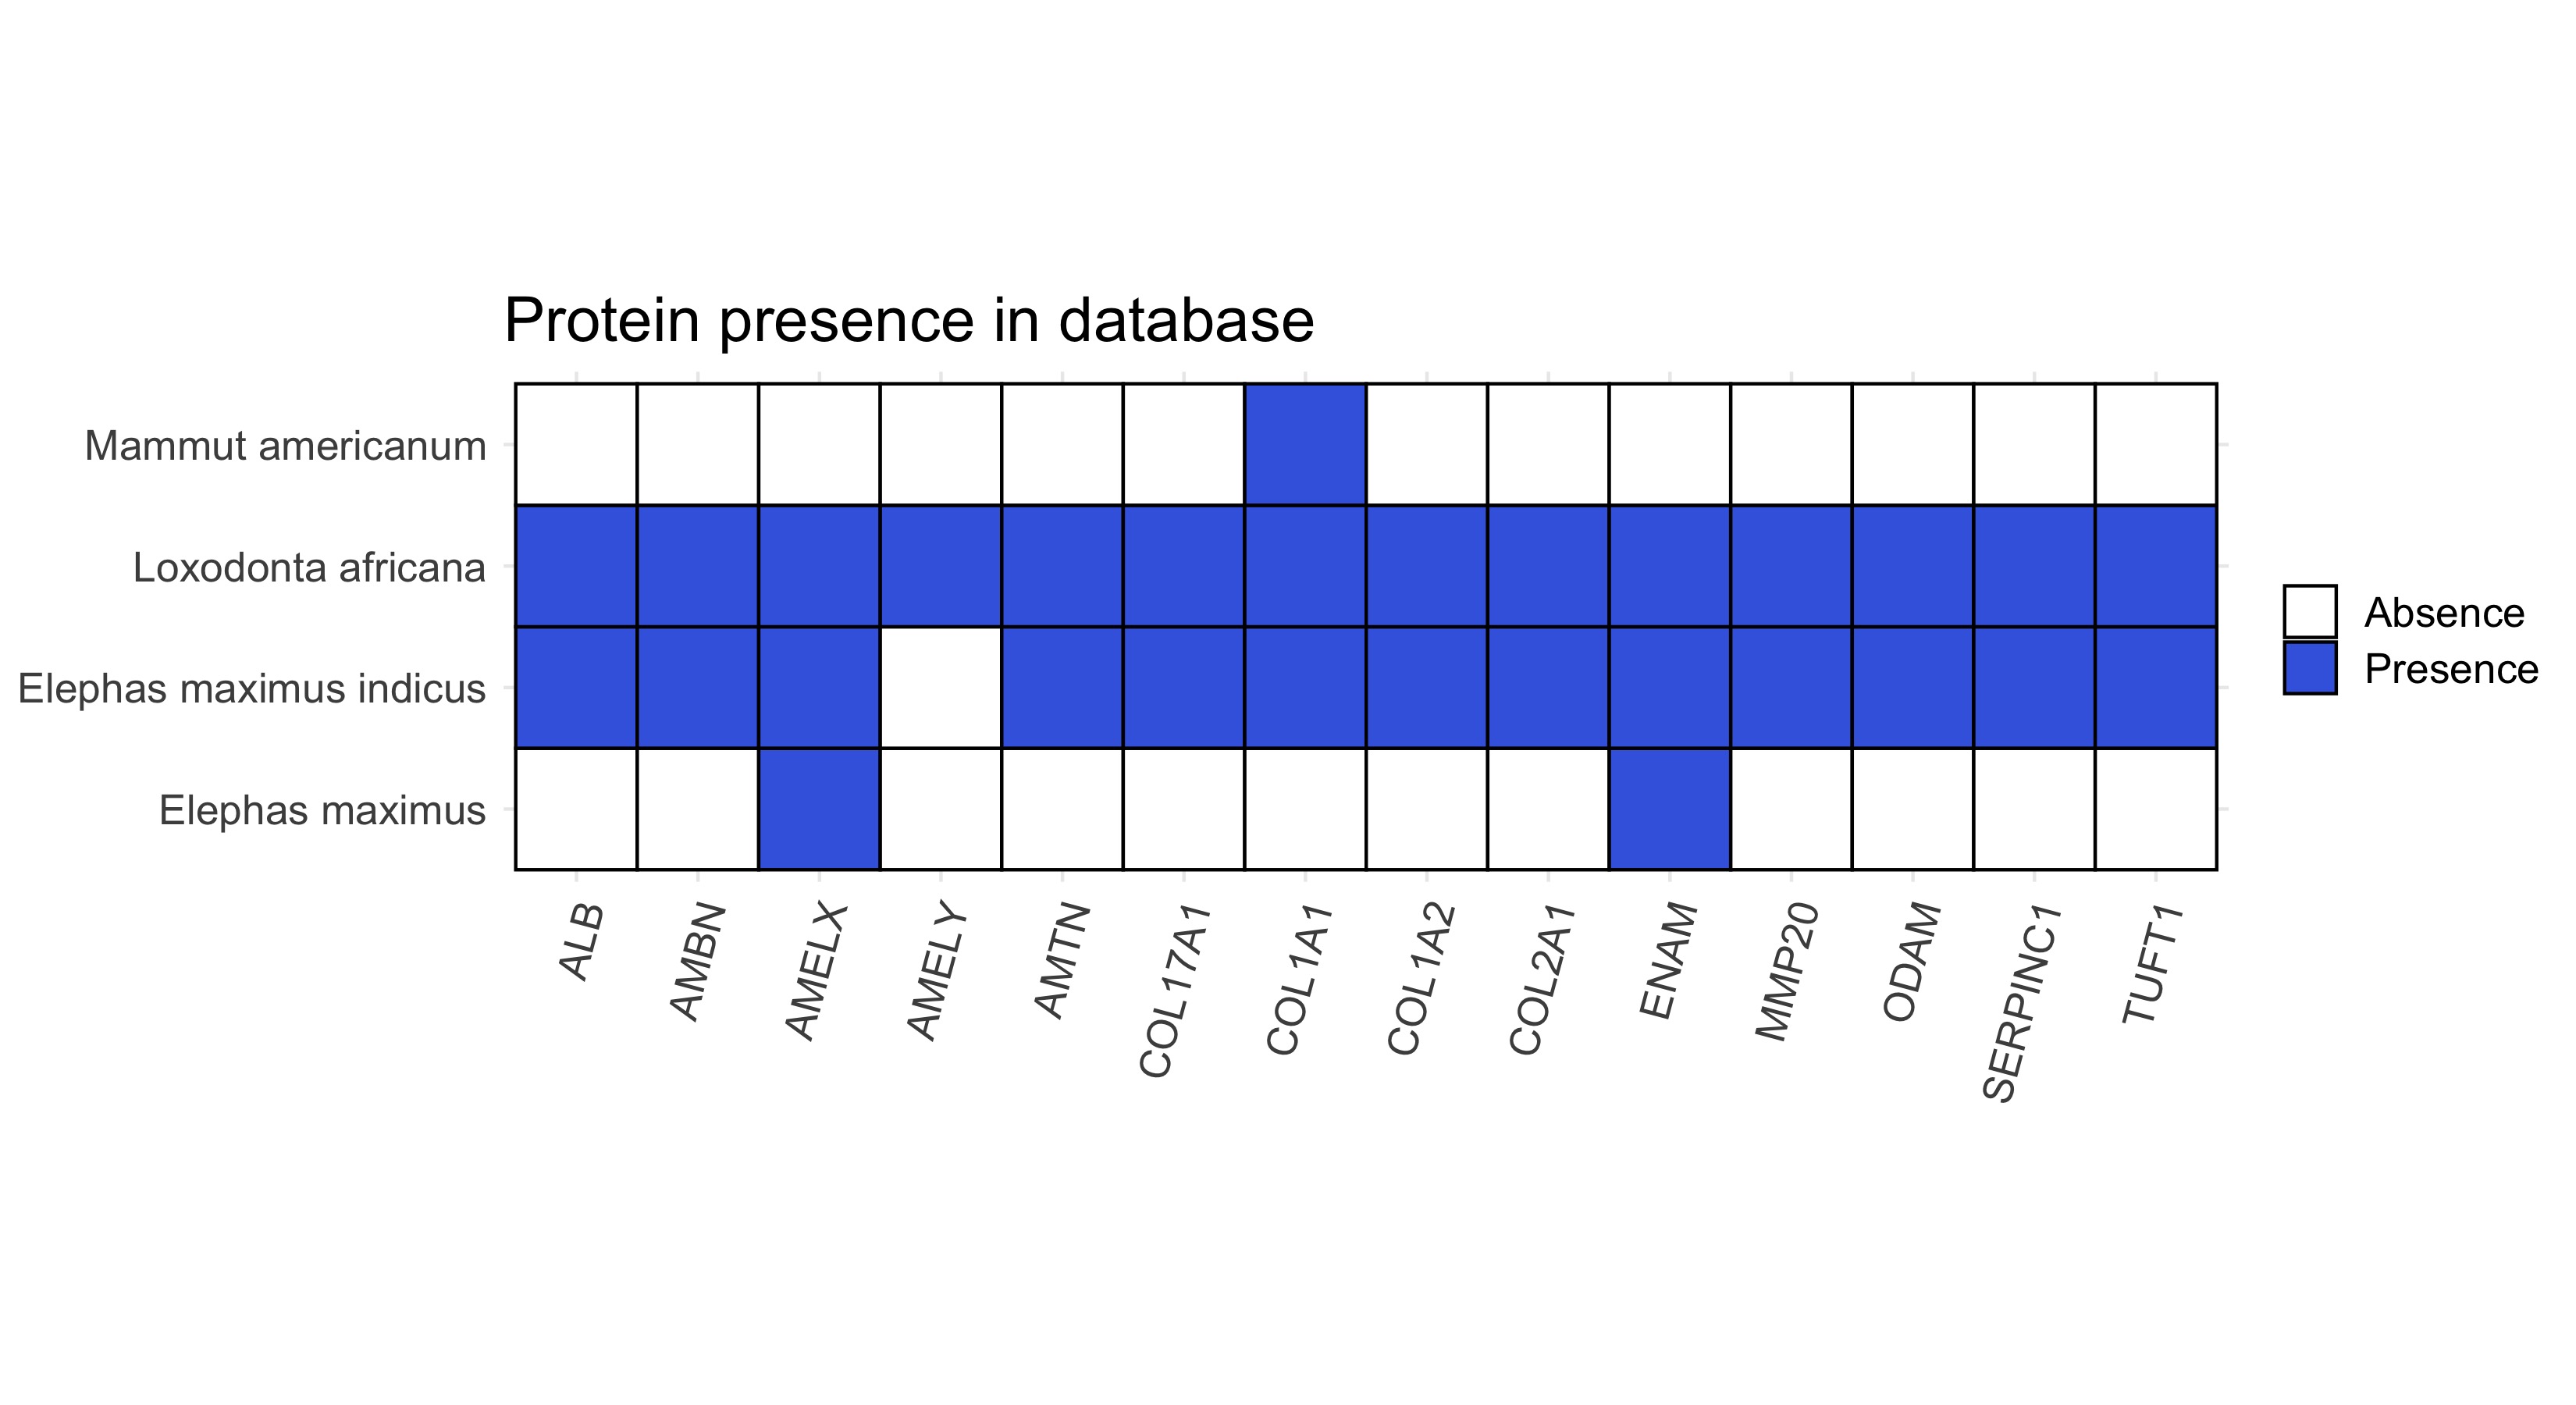 Protein presence in database
Mammut americanum
Loxodonta africana
Elephas maximus indicus
Elephas maximus
Absence
Presence
ALB
AMBN
AMELX
AMELY
AMTN
COL17A1
COL1A1
COL1A2
COL2A1
ENAM
MMP20
ODAM
SERPINC1
TUFT1